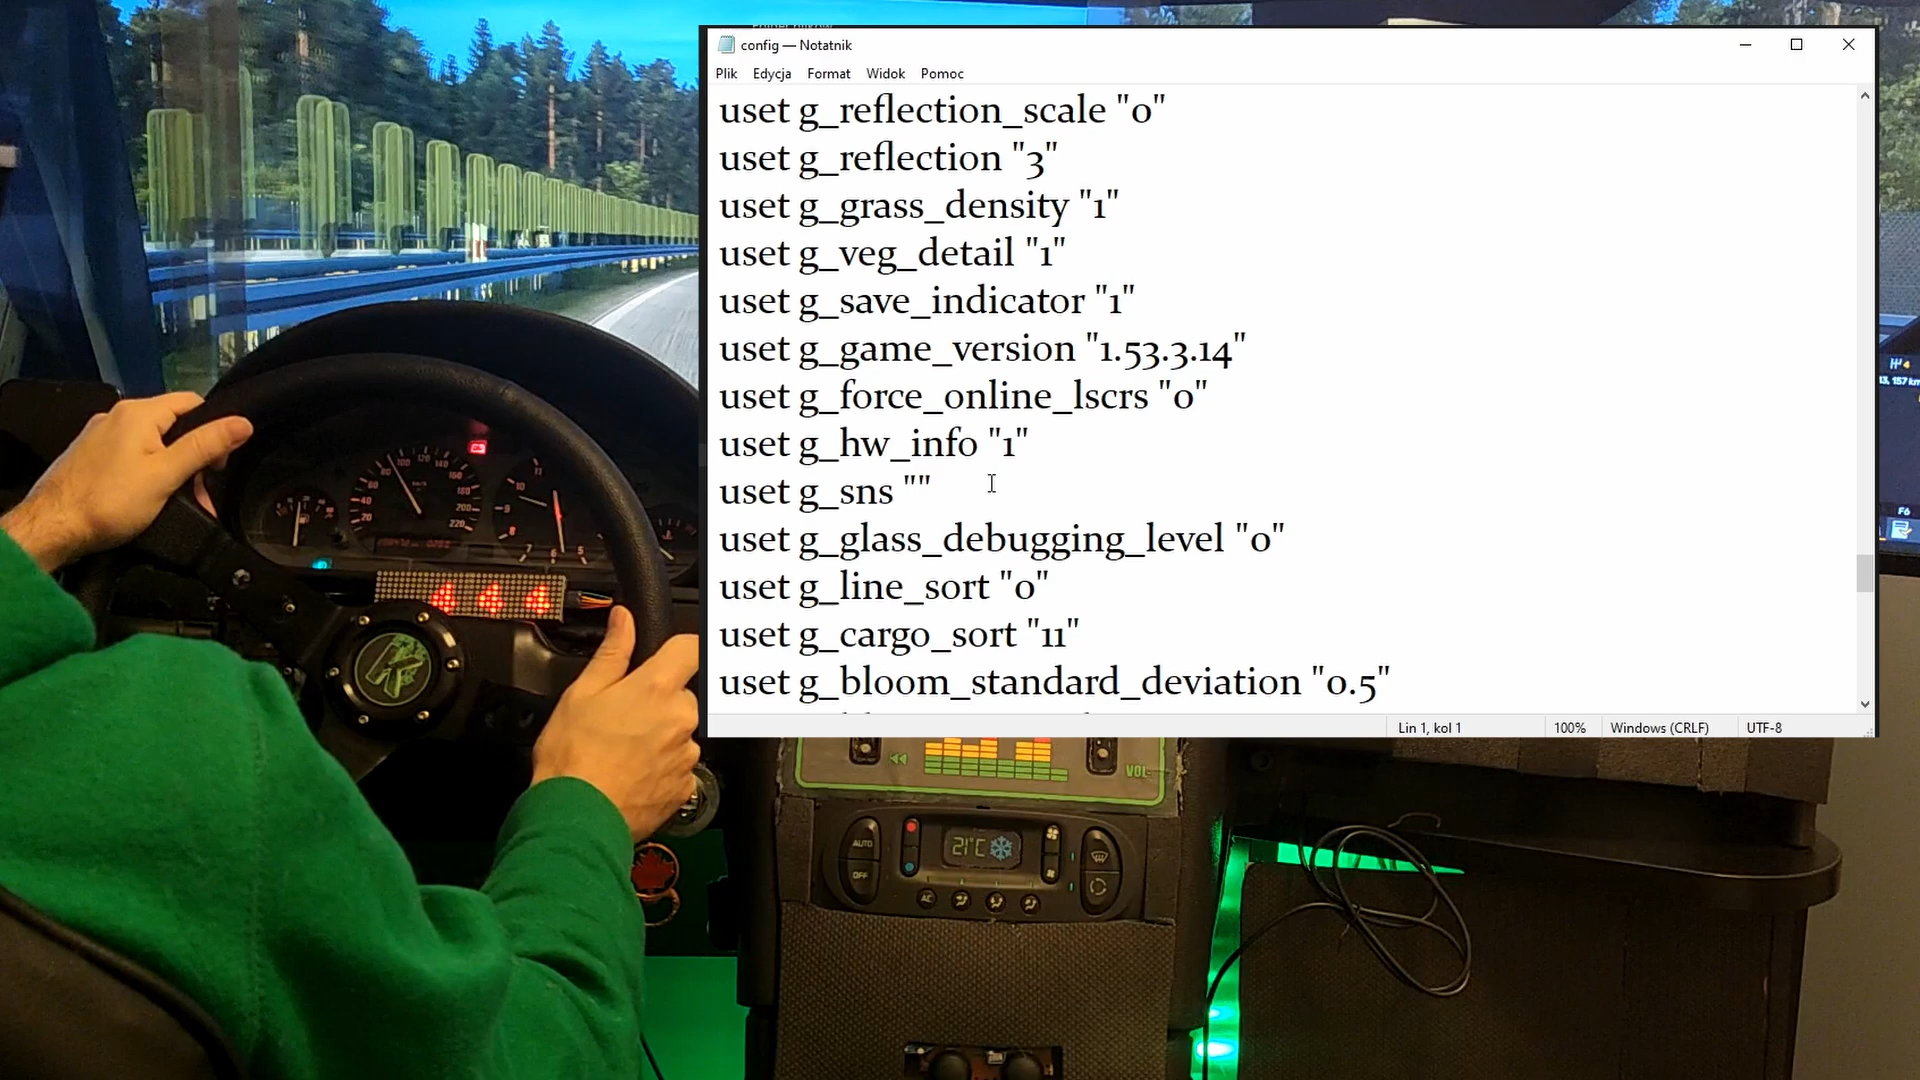 config — Notatnik
Plik Edycja Format Widok Pomoc
uset g_reflection_scale "0"
uset g_reflection "3"
uset g_grass_density "1"
uset g_veg_detail "1"
uset g_save_indicator "1"
uset g_game_version "1.53.3.14"
uset g_force_online_lscrs "0"
uset g_hw_info "1"
uset g_sns ""
uset g_glass_debugging_level "0"
uset g_line_sort "0"
uset g_cargo_sort "11"
uset g_bloom_standard_deviation "0.5"
Lin 1, kol 1 100% Windows (CRLF) UTF-8
F6
444
VOL-
AUTO
OFF
21°C
AC
K